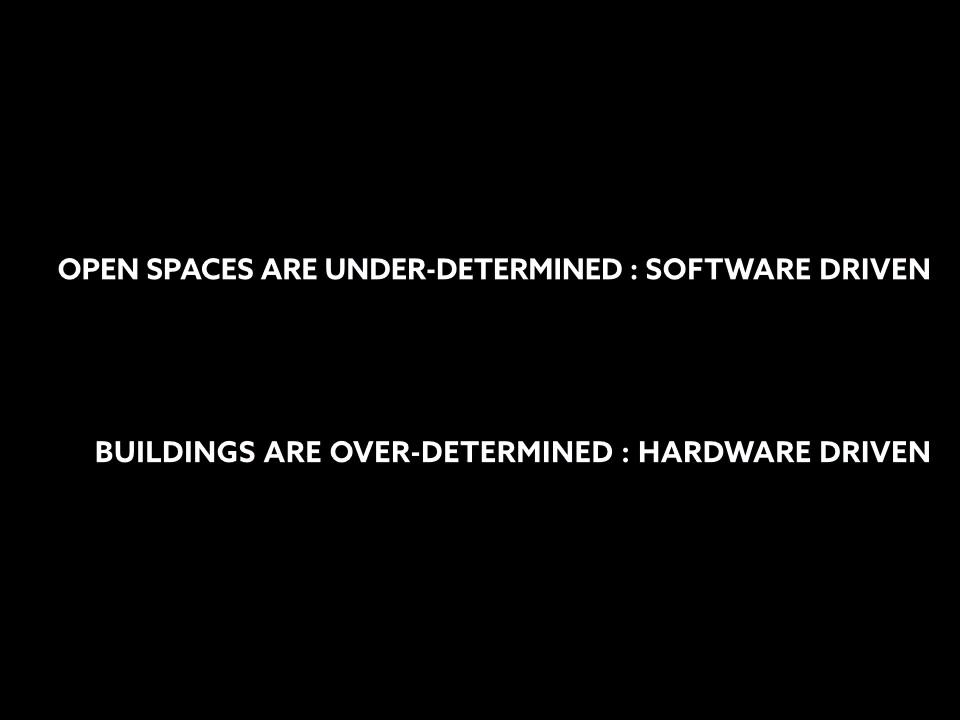 OPEN SPACES ARE UNDER-DETERMINED : SOFTWARE DRIVEN
BUILDINGS ARE OVER-DETERMINED : HARDWARE DRIVEN